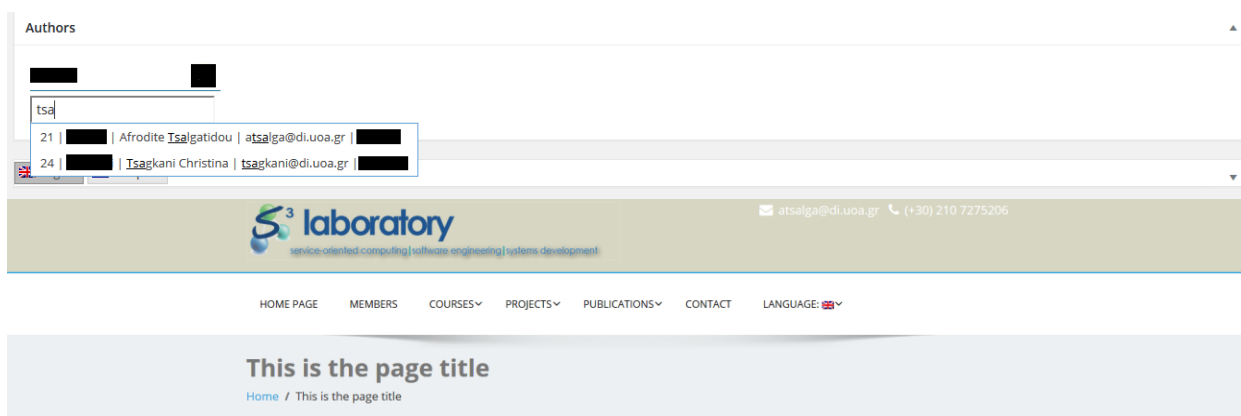 Authors
tsa
21 | | Afrodite Tsalgatidou | atsalga@di.uoa.gr |
24 | | Tsagkani Christina | tsagkani@di.uoa.gr |
S3 laboratory
service-oriented computing|software engineering|systems development
atsalga@di.uoa.gr (+30) 210 7275206
HOME PAGE MEMBERS COURSES PROJECTS PUBLICATIONS CONTACT LANGUAGE:
This is the page title
Home / This is the page title